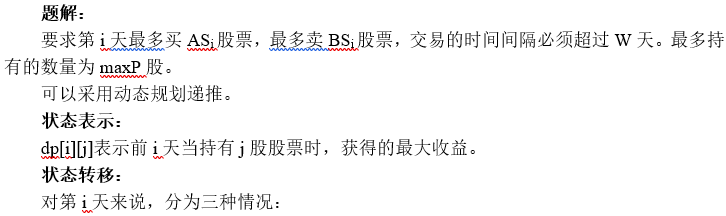 题解：
要求第 i 天最多买 ASi 股票，最多卖 BSi 股票，交易的时间间隔必须超过 W 天。最多持
有的数量为 maxP 股。
可以采用动态规划递推。
状态表示：
dp[i][j]表示前 i 天当持有 j 股股票时，获得的最大收益。
状态转移：
对第 i 天来说，分为三种情况：